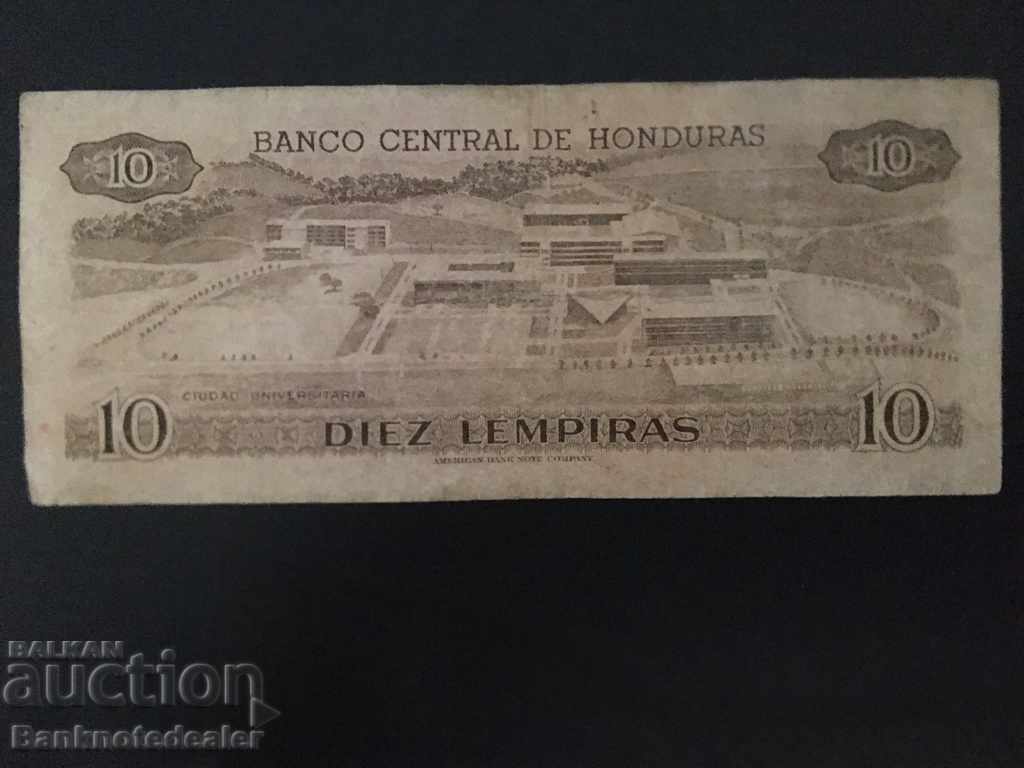 BANCO CENTRAL DE HONDURAS
10 10
CIUDAD UNIVERSITARIA
10 DIEZ LEMPIRAS 10
AMERICAN BANK NOTE COMPANY
BALKAN
auction
Banknotedealer